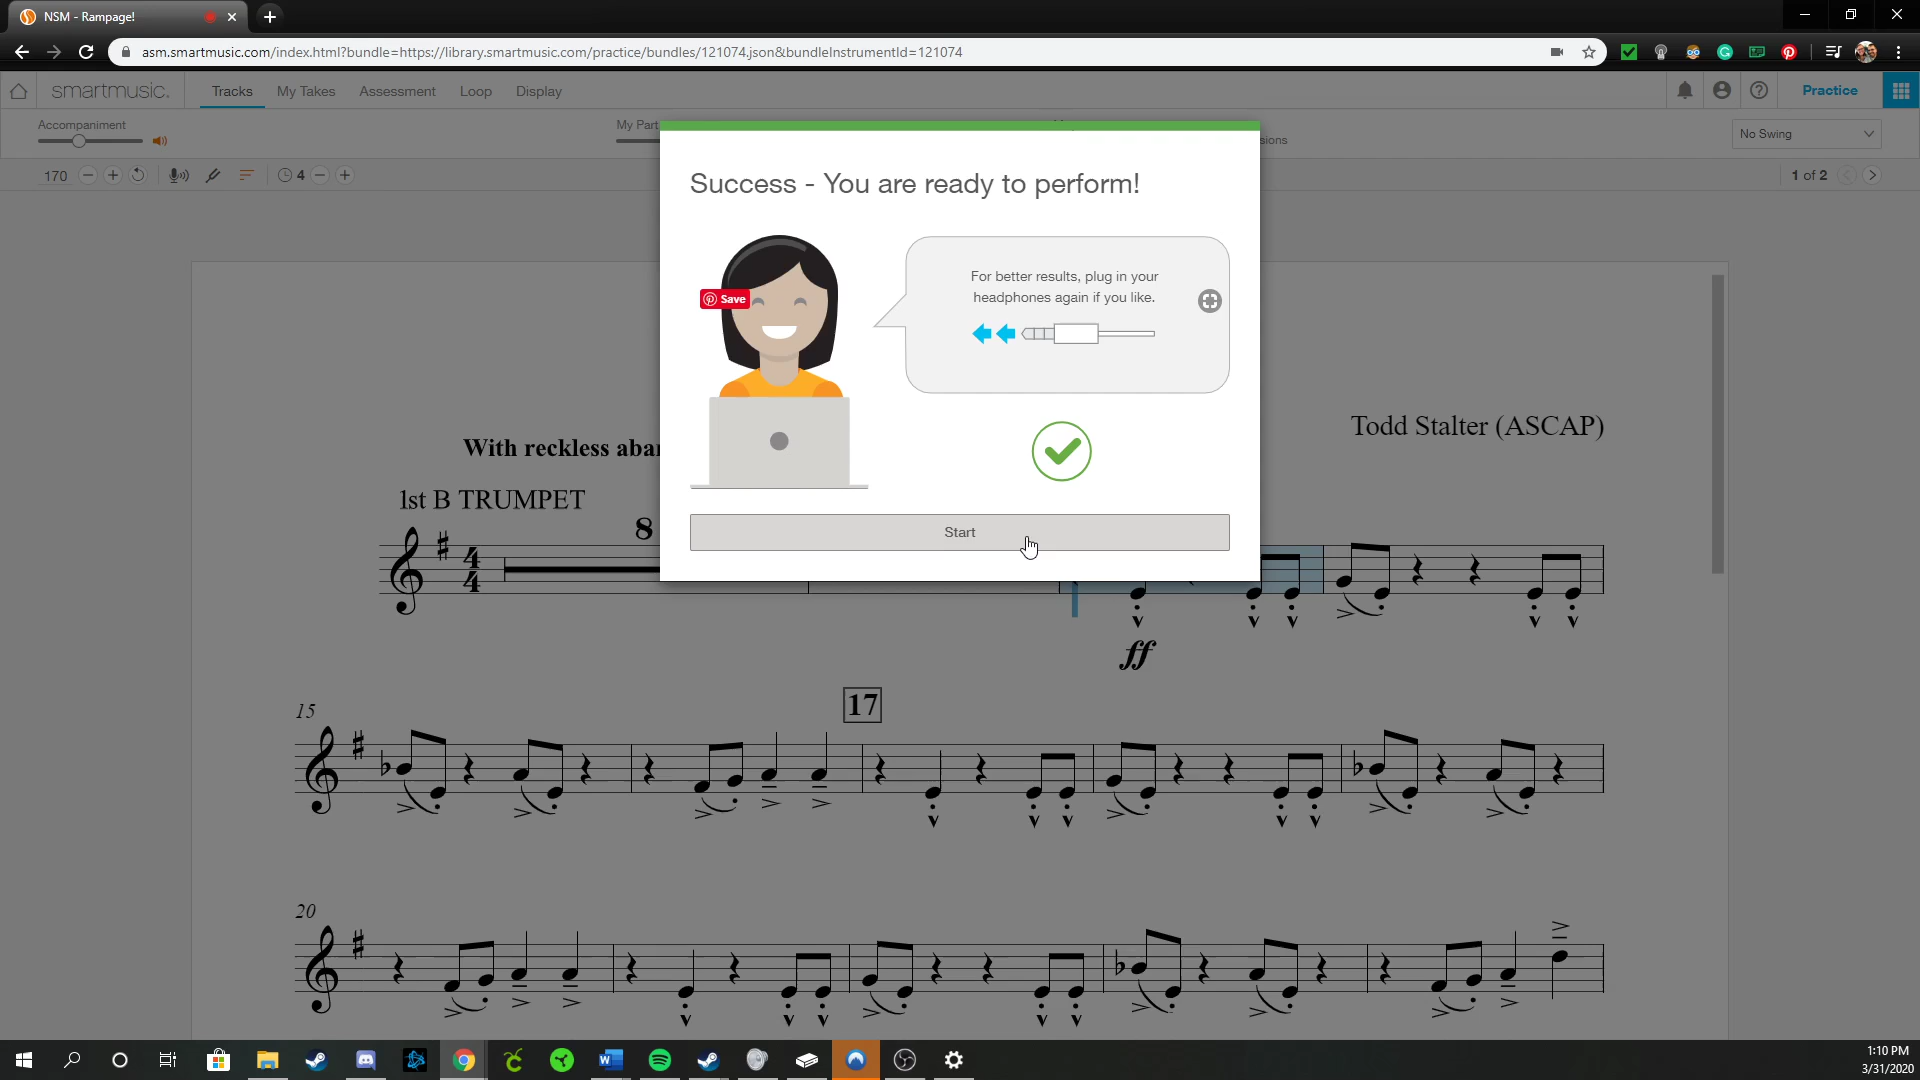 NSM - Rampage!
asm.smartmusic.com/index.html?bundle=https://library.smartmusic.com/practice/bundles/121074.json&bundleInstrumentId=121074
smartmusic.
Tracks My Takes Assessment Loop Display
Practice
Accompaniment
My Part
sions
No Swing
170
4
1 of 2
Success - You are ready to perform!
For better results, plug in your
headphones again if you like.
Save
Start
Todd Stalter (ASCAP)
With reckless aba
1st B TRUMPET
8
4
4
ff
15
17
20
1:10 PM
3/31/2020